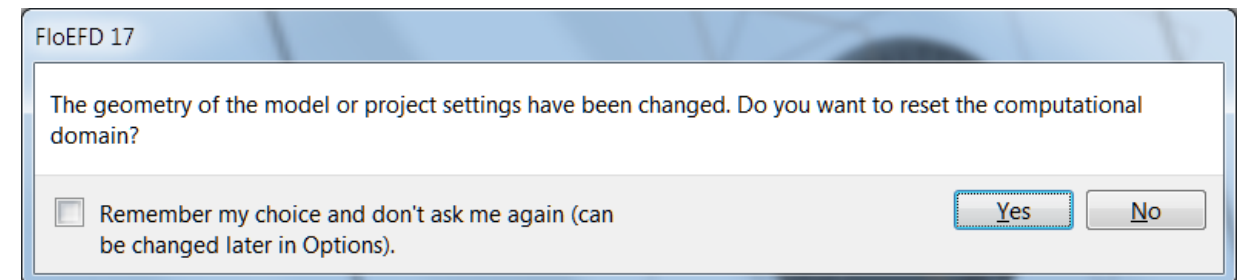 FloEFD 17
The geometry of the model or project settings have been changed. Do you want to reset the computational
domain?
Remember my choice and don't ask me again (can
be changed later in Options).
Yes
No